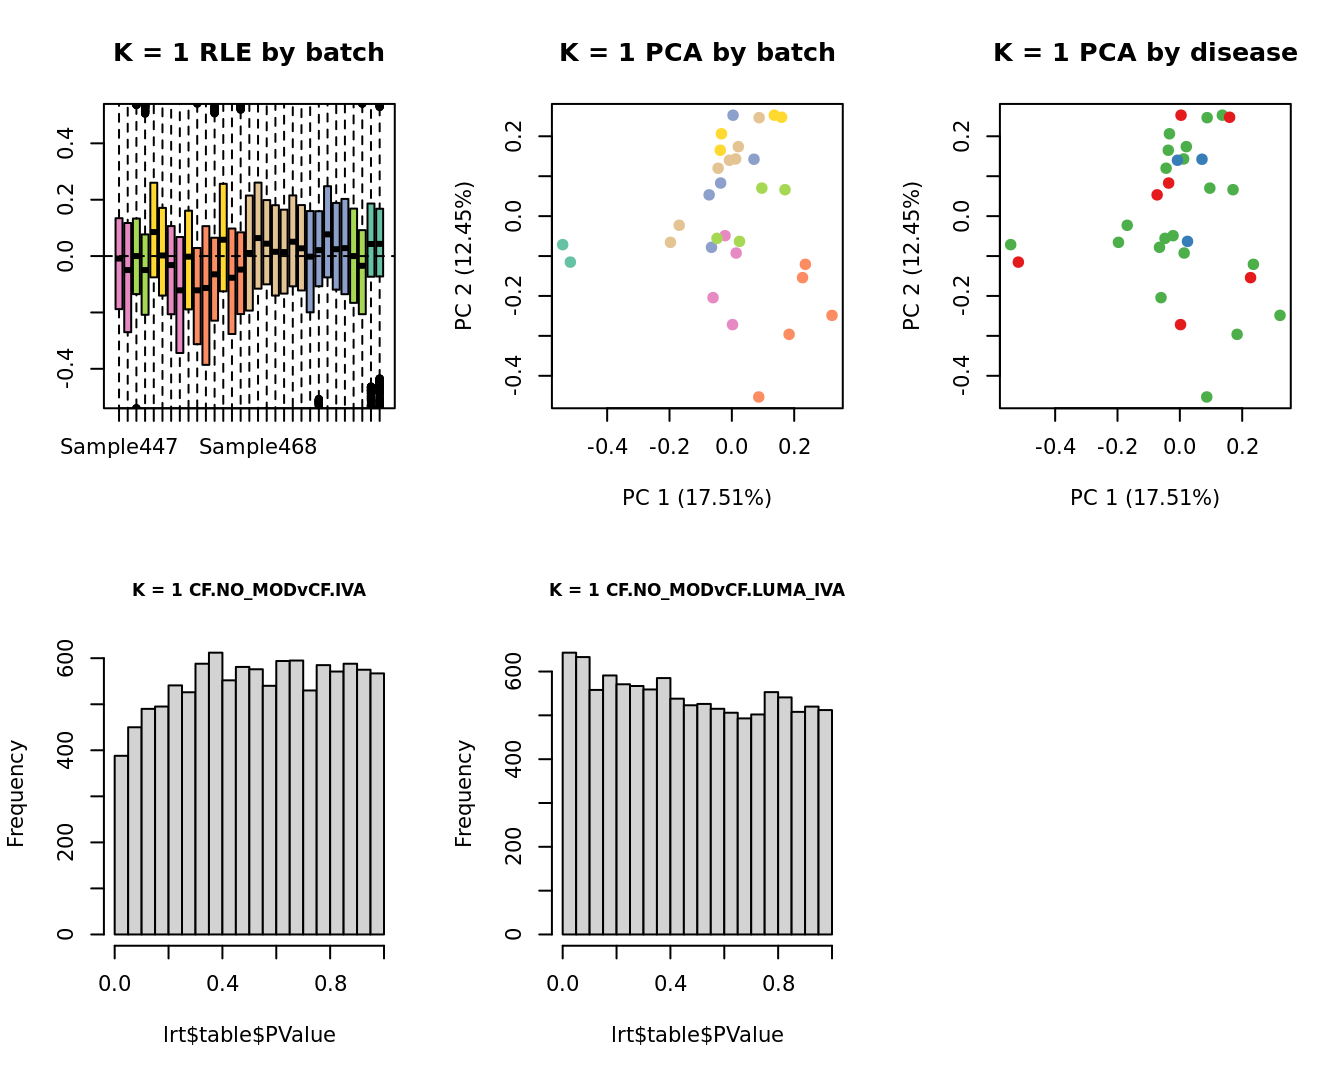 K = 1 RLE by batch
0.4
0.2
0.0
-0.4
Sample447 Sample468
K = 1 PCA by batch
PC 2 (12.45%)
0.2
0.0
-0.2
-0.4
-0.4 -0.2 0.0 0.2
PC 1 (17.51%)
K = 1 PCA by disease
PC 2 (12.45%)
0.2
0.0
-0.2
-0.4
-0.4 -0.2 0.0 0.2
PC 1 (17.51%)
K = 1 CF.NO_MODvCF.IVA
Frequency
600
400
200
0
0.0 0.4 0.8
lrt$table$PValue
K = 1 CF.NO_MODvCF.LUMA_IVA
Frequency
600
400
200
0
0.0 0.4 0.8
lrt$table$PValue